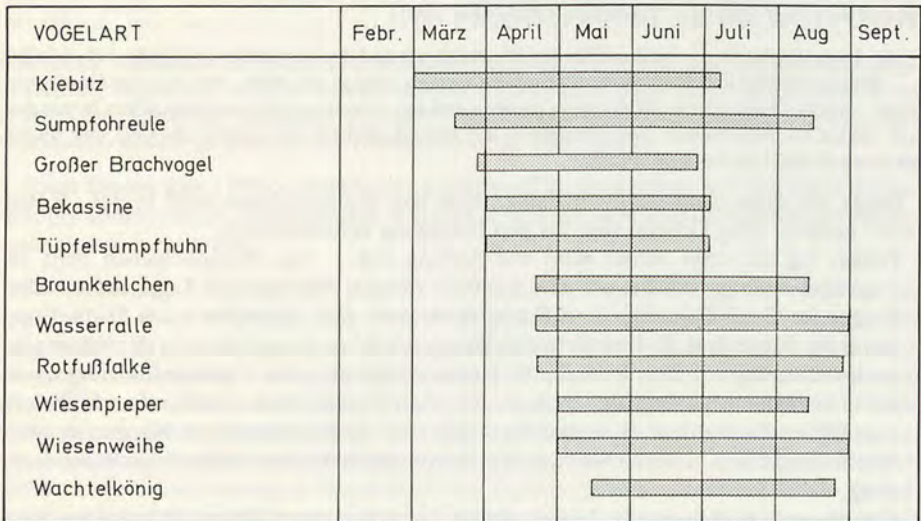 VOGELART Febr. März April Mai Juni Juli Aug Sept.
Kiebitz
Sumpfohreule
Großer Brachvogel
Bekassine
Tüpfelsumpfhuhn
Braunkehlchen
Wasserralle
Rotfußfalke
Wiesenpieper
Wiesenweihe
Wachtelkönig